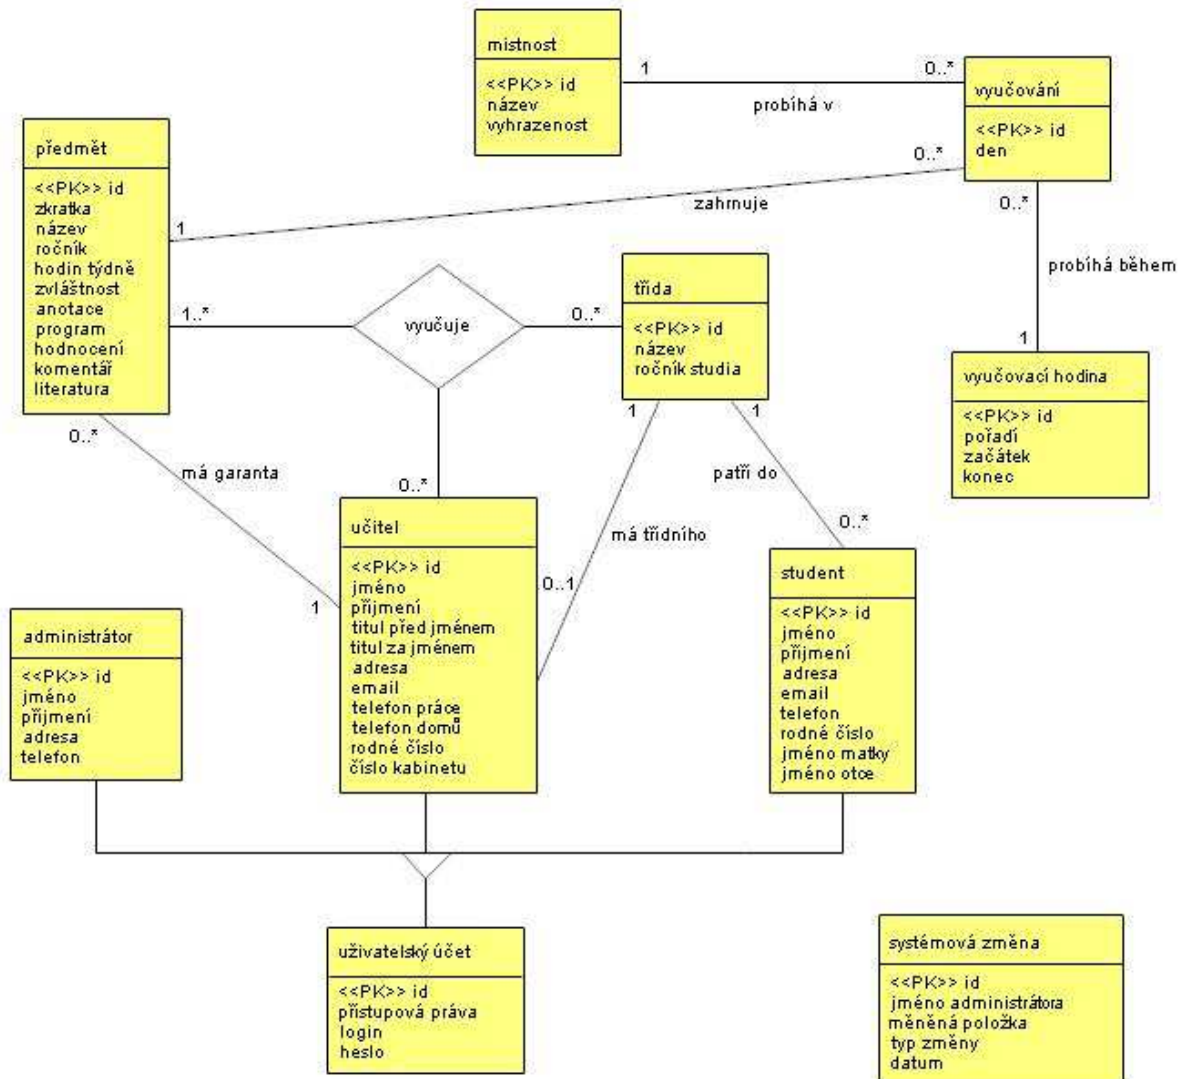 místnost
<<PK>> id
název
vyhrazenost
1
0..*
probíhá v
vyučování
<<PK>> id
den
předmět
<<PK>> id
zkratka
název
ročník
hodin týdně
zvláštnost
anotace
program
hodnocení
komentář
literatura
1
zahrnuje
0..*
0..*
probíhá během
1
1..*
vyučuje
0..*
0..*
třída
<<PK>> id
název
ročník studia
vyučovací hodina
<<PK>> id
pořadí
začátek
konec
0..*
má garanta
1
1
má třídního
0..1
1
patří do
0..*
učitel
<<PK>> id
jméno
příjmení
titul před jménem
titul za jménem
adresa
email
telefon práce
telefon domů
rodné číslo
číslo kabinetu
student
<<PK>> id
jméno
příjmení
adresa
email
telefon
rodné číslo
jméno matky
jméno otce
administrátor
<<PK>> id
jméno
příjmení
adresa
telefon
uživatelský účet
<<PK>> id
přístupová práva
login
heslo
systémová změna
<<PK>> id
jméno administrátora
měněná položka
typ změny
datum